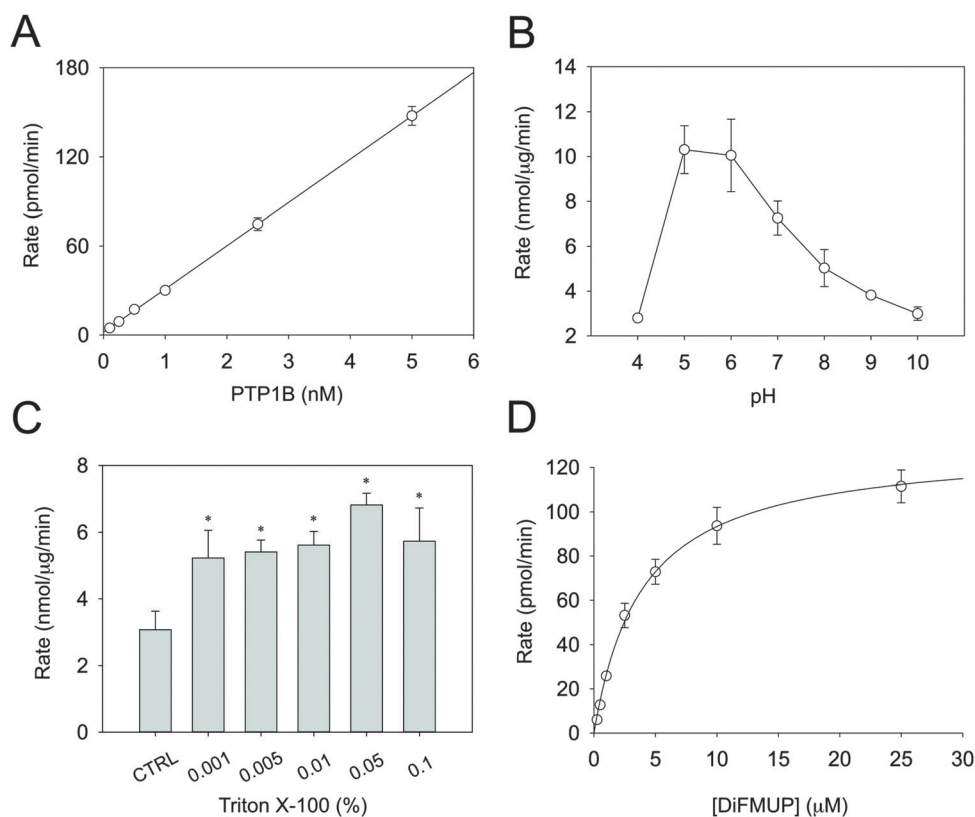 A
180
120
60
0
Rate (pmol/min)
0 1 2 3 4 5 6
PTP1B (nM)
B
14
12
10
8
6
4
2
Rate (nmol/μg/min)
4 5 6 7 8 9 10
pH
C
8
6
4
2
0
Rate (nmol/μg/min)
* * * * *
CTRL 0.001 0.005 0.01 0.05 0.1
Triton X-100 (%)
D
120
100
80
60
40
20
0
Rate (pmol/min)
0 5 10 15 20 25 30
[DiFMUP] (μM)